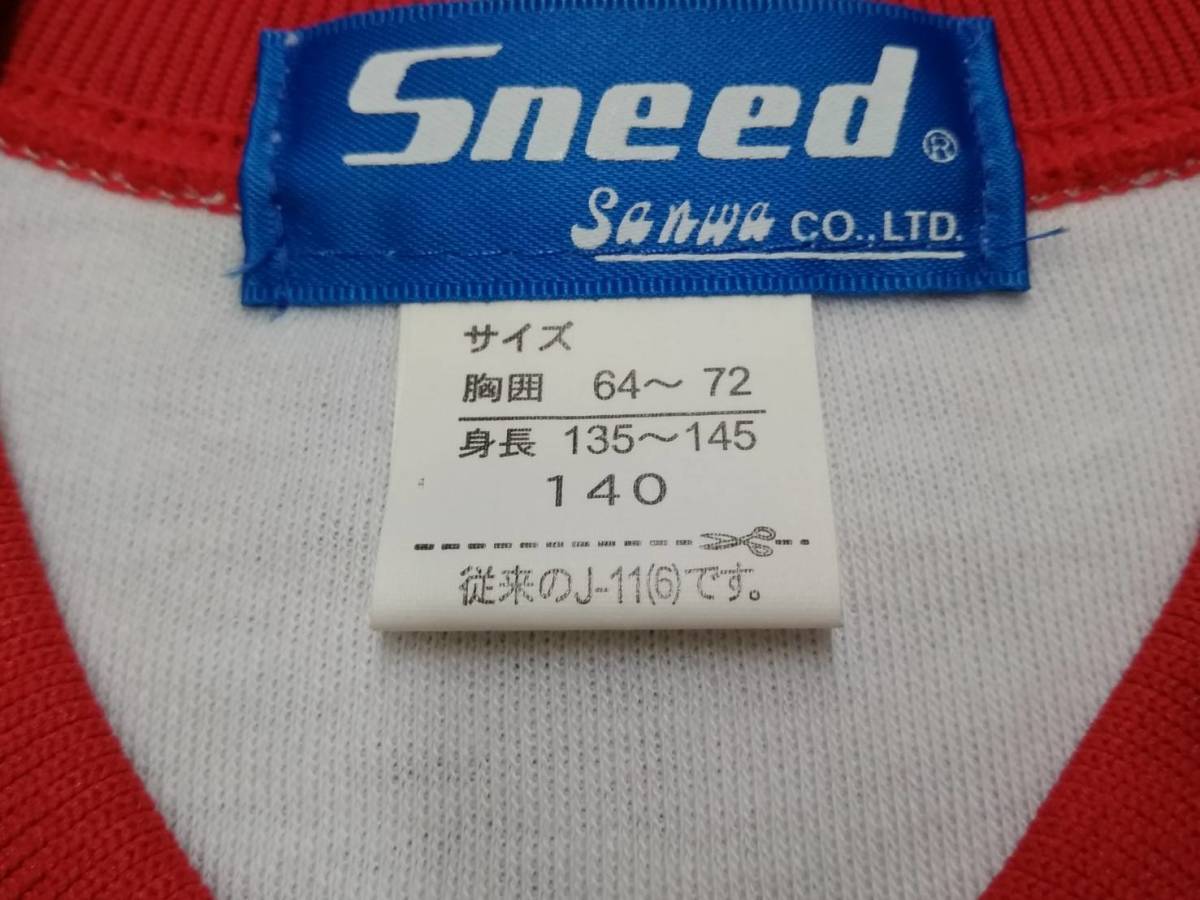 Sneed®
Sanwa CO.,LTD.
サイズ
胸囲 64～72
身長 135～145
140
従来のJ-11(6)です。